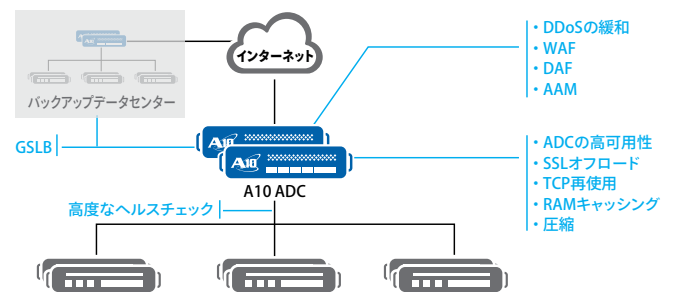 A10
バックアップデータセンター
インターネット
・DDoSの緩和
・WAF
・DAF
・AAM
GSLB
A10
A10
A10 ADC
・ADCの高可用性
・SSLオフロード
・TCP再使用
・RAMキャッシング
・圧縮
高度なヘルスチェック